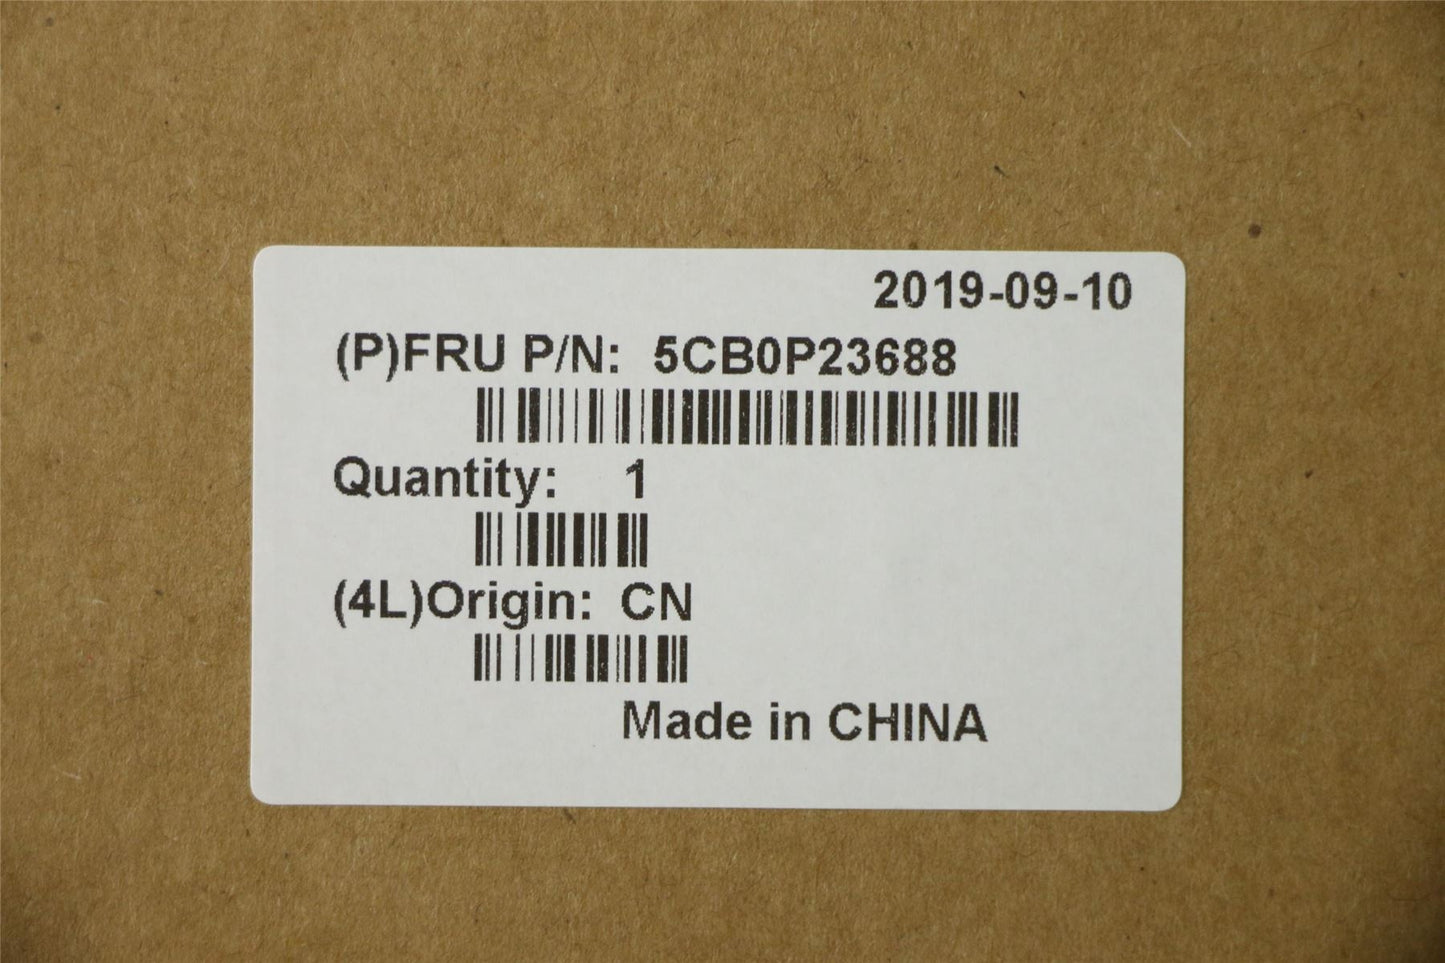 2019-09-10
(P)FRU P/N: 5CB0P23688
Quantity: 1
(4L)Origin: CN
Made in CHINA